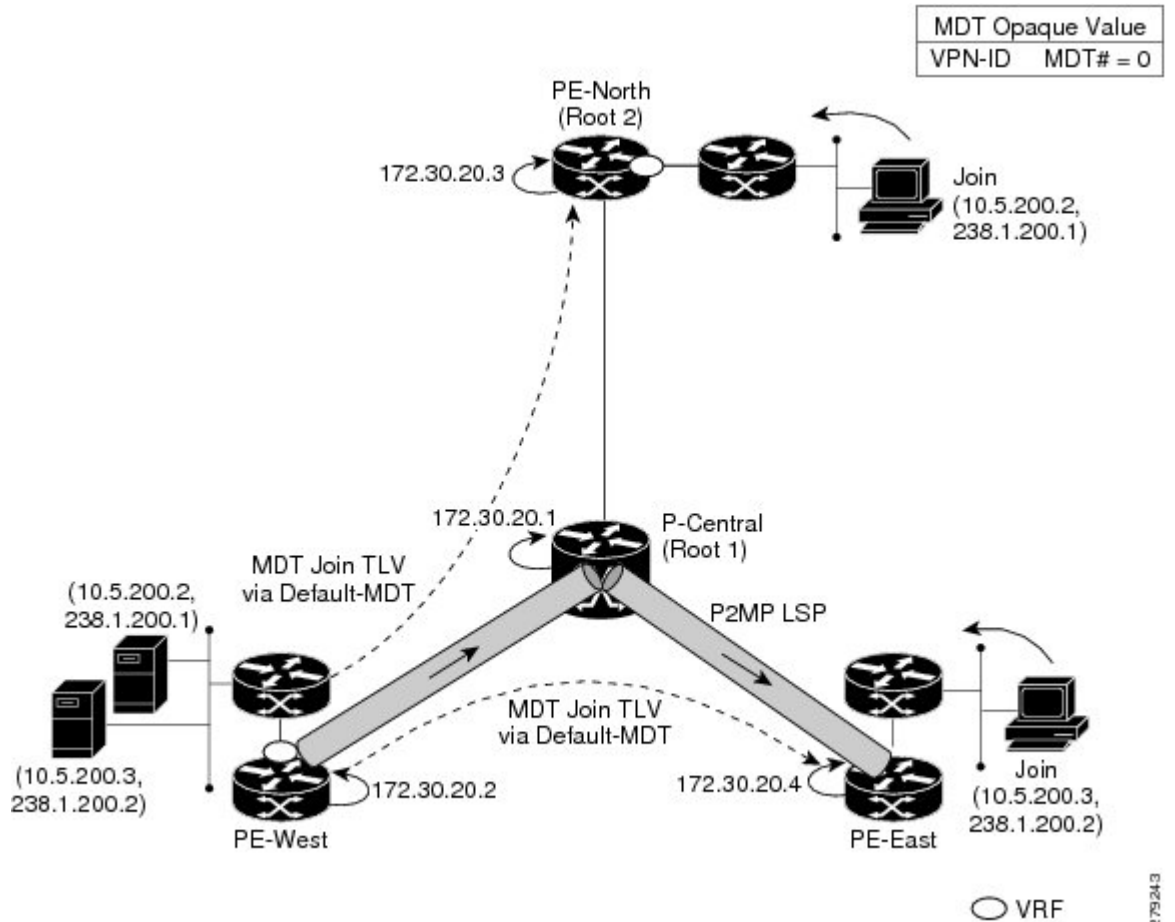 MDT Opaque Value
VPN-ID MDT# = 0
PE-North
(Root 2)
172.30.20.3
Join
(10.5.200.2,
238.1.200.1)
172.30.20.1
P-Central
(Root 1)
MDT Join TLV
via Default-MDT
(10.5.200.2,
238.1.200.1)
P2MP LSP
MDT Join TLV
via Default-MDT
(10.5.200.3,
238.1.200.2)
172.30.20.2
PE-West
172.30.20.4
PE-East
Join
(10.5.200.3,
238.1.200.2)
VRF